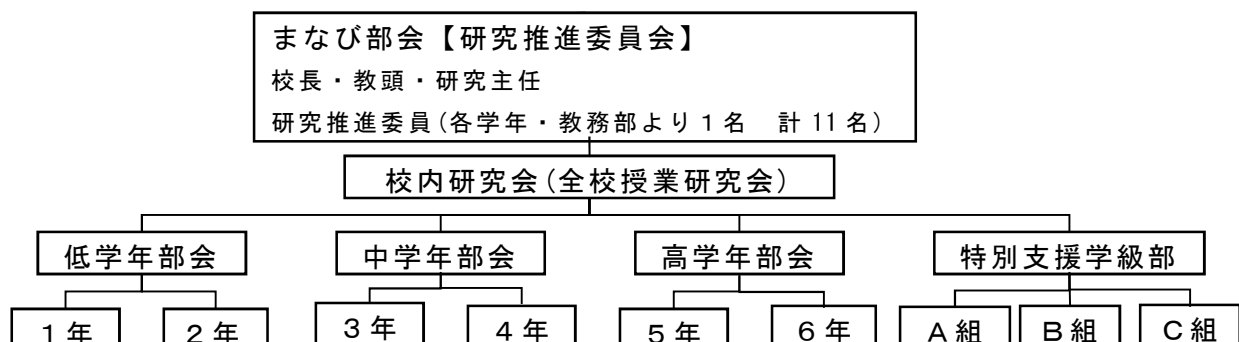 まなび部会【研究推進委員会】
校長・教頭・研究主任
研究推進委員(各学年・教務部より1名　計11名)
校内研究会(全校授業研究会)
低学年部会　中学年部会　高学年部会　特別支援学級部
1年　2年　3年　4年　5年　6年　A組　B組　C組